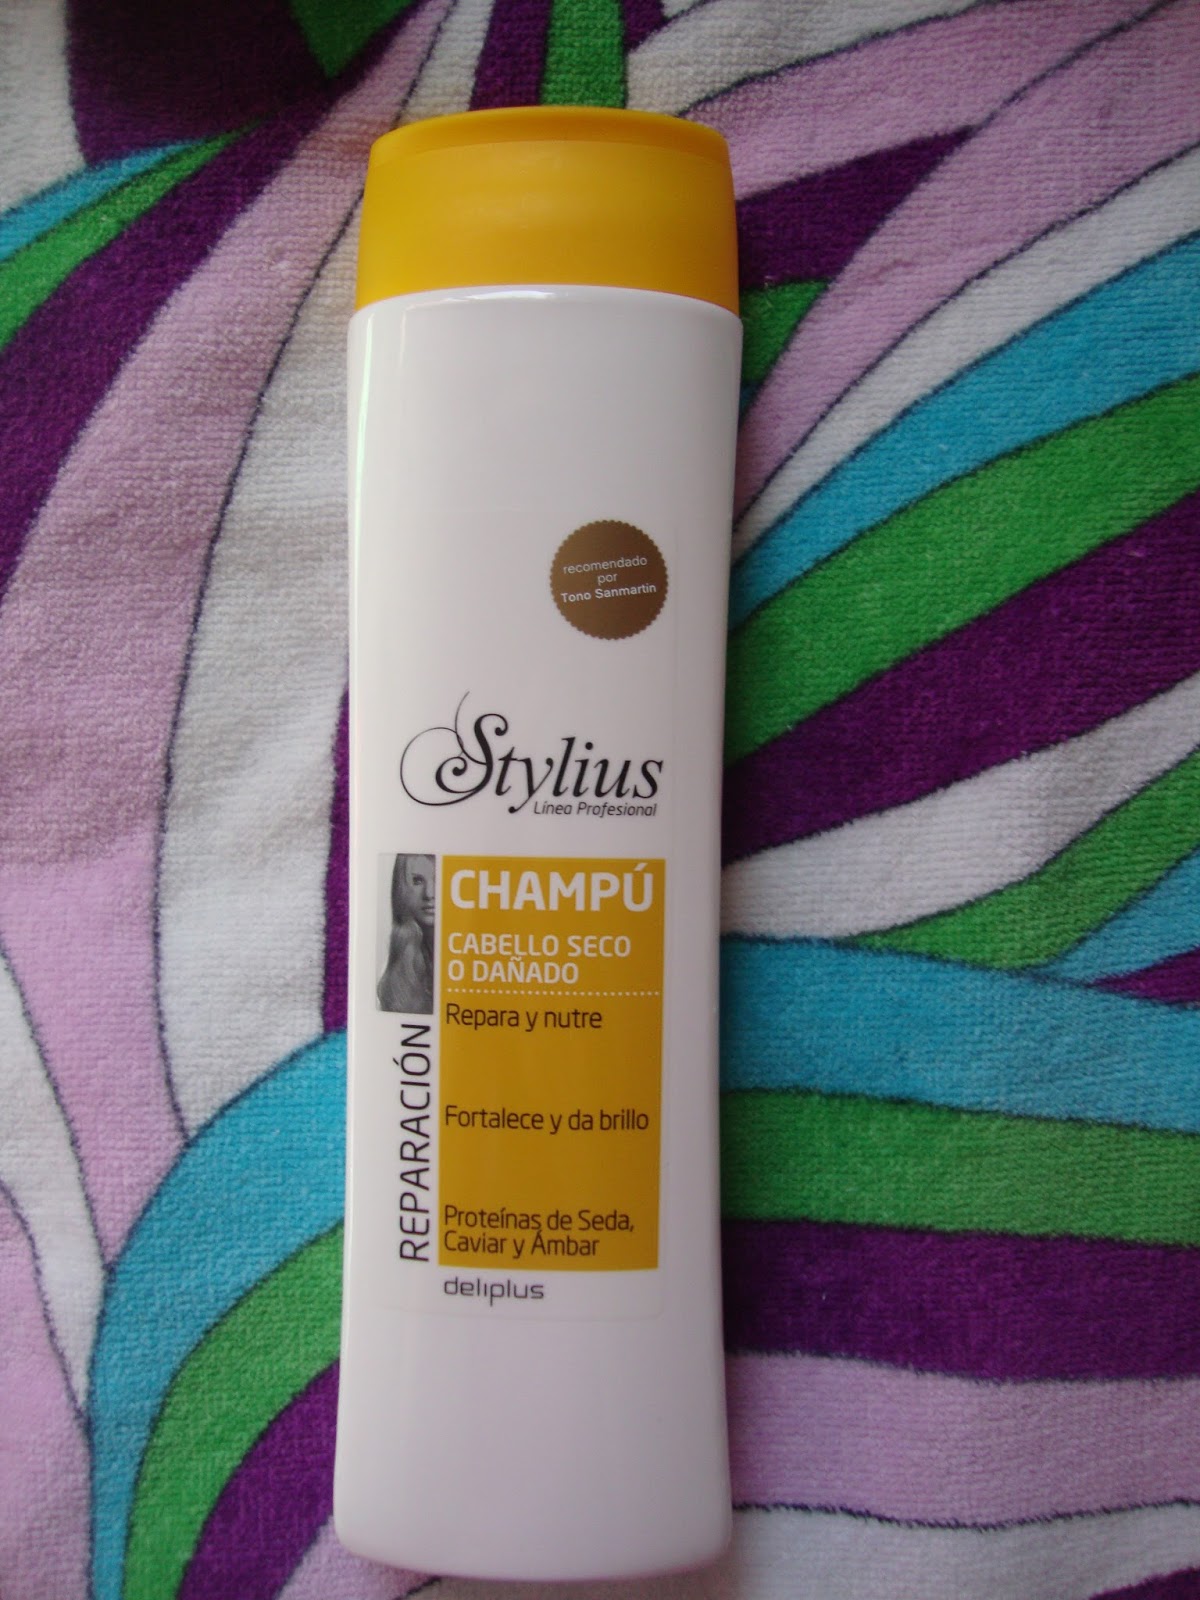 recomendado
por
Tono Sanmartín
Stylius
Línea Profesional
CHAMPÚ
CABELLO SECO
O DAÑADO
Repara y nutre
Fortalece y da brillo
Proteínas de Seda,
Caviar y Ámbar
REPARACIÓN
deliplus